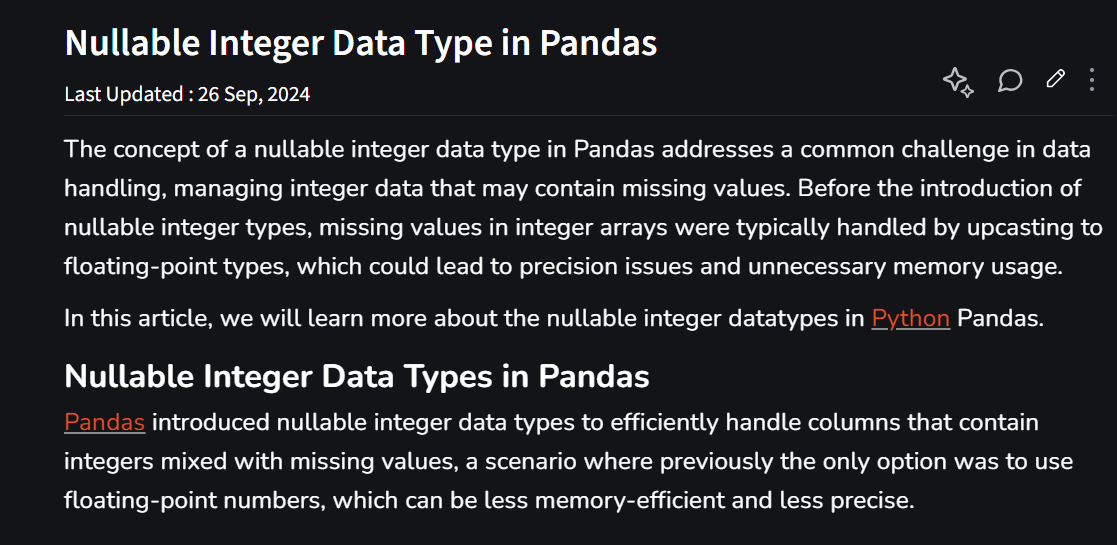 Nullable Integer Data Type in Pandas
Last Updated : 26 Sep, 2024
The concept of a nullable integer data type in Pandas addresses a common challenge in data
handling, managing integer data that may contain missing values. Before the introduction of
nullable integer types, missing values in integer arrays were typically handled by upcasting to
floating-point types, which could lead to precision issues and unnecessary memory usage.
In this article, we will learn more about the nullable integer datatypes in Python Pandas.
Nullable Integer Data Types in Pandas
Pandas introduced nullable integer data types to efficiently handle columns that contain
integers mixed with missing values, a scenario where previously the only option was to use
floating-point numbers, which can be less memory-efficient and less precise.